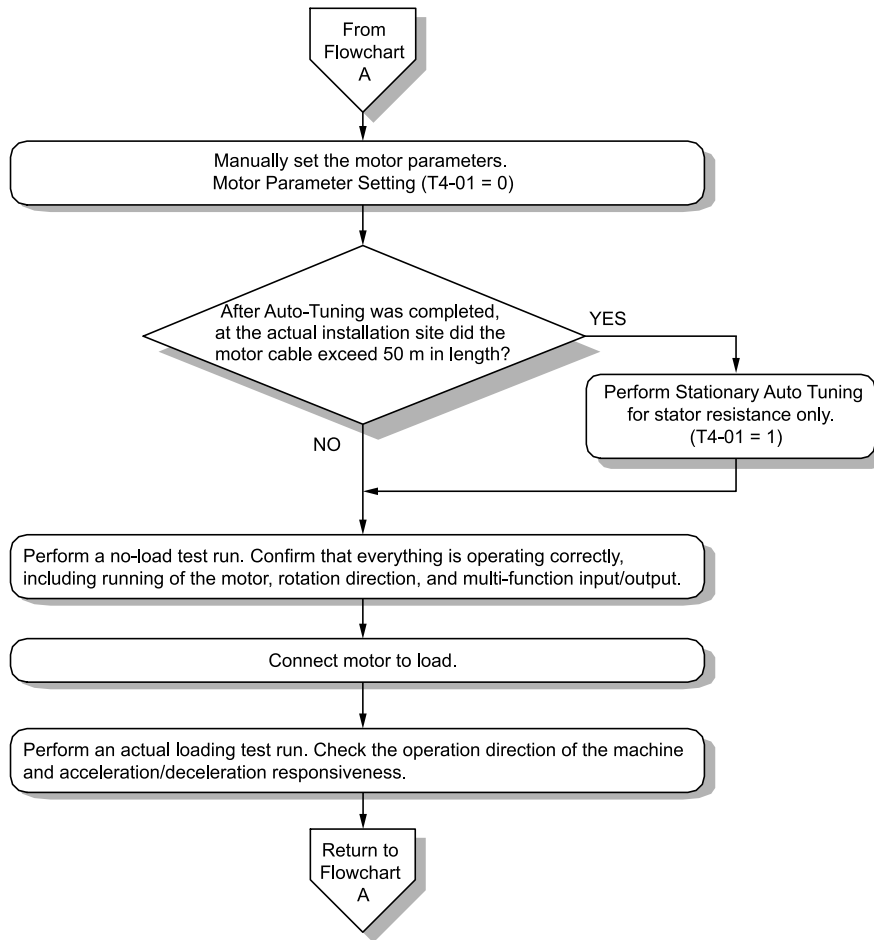 From
Flowchart
A
Manually set the motor parameters.
Motor Parameter Setting (T4-01 = 0)
After Auto-Tuning was completed,
at the actual installation site did the
motor cable exceed 50 m in length?
YES
Perform Stationary Auto Tuning
for stator resistance only.
(T4-01 = 1)
NO
Perform a no-load test run. Confirm that everything is operating correctly,
including running of the motor, rotation direction, and multi-function input/output.
Connect motor to load.
Perform an actual loading test run. Check the operation direction of the machine
and acceleration/deceleration responsiveness.
Return to
Flowchart
A